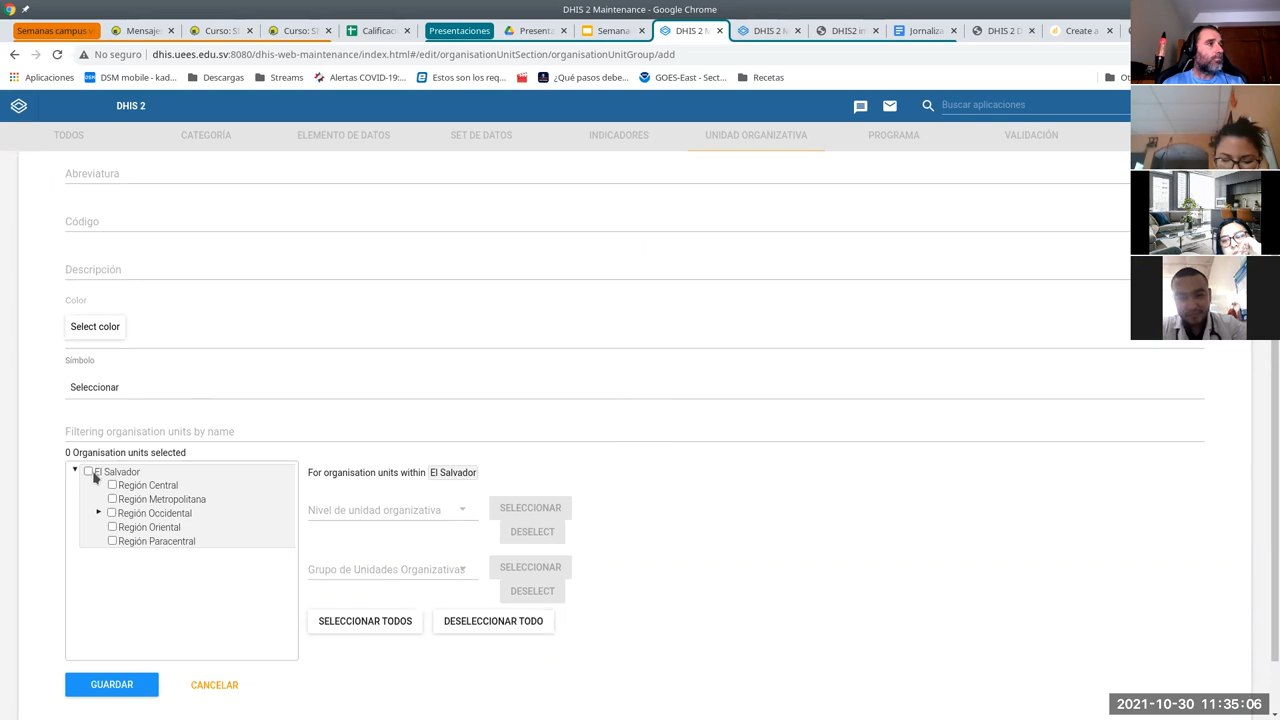 DHIS 2 Maintenance - Google Chrome
Semanas campus v
Mensaje
Curso: SI
Curso: SI
Calificac
Presentaciones
Presenta
Semana
DHIS 2 M
DHIS 2 M
DHIS2 in
Jornaliz
DHIS 2 D
Create a
No seguro
dhis.uees.edu.sv:8080/dhis-web-maintenance/index.html#/edit/organisationUnitSection/organisationUnitGroup/add
Aplicaciones
DSM mobile - kad...
Descargas
Streams
Alertas COVID-19:...
Estos son los req...
¿Qué pasos debe...
GOES-East - Sect...
Recetas
DHIS 2
Buscar aplicaciones
TODOS
CATEGORÍA
ELEMENTO DE DATOS
SET DE DATOS
INDICADORES
UNIDAD ORGANIZATIVA
PROGRAMA
VALIDACIÓN
Abreviatura
Código
Descripción
Color
Select color
Símbolo
Seleccionar
Filtering organisation units by name
0 Organisation units selected
El Salvador
Región Central
Región Metropolitana
Región Occidental
Región Oriental
Región Paracentral
For organisation units within El Salvador
Nivel de unidad organizativa
SELECCIONAR
DESELECT
Grupo de Unidades Organizativas
SELECCIONAR
DESELECT
SELECCIONAR TODOS
DESELECCIONAR TODO
GUARDAR
CANCELAR
2021-10-30 11:35:06